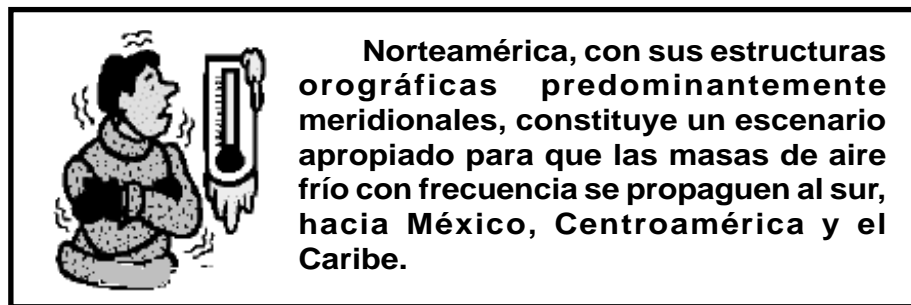 Norteamérica, con sus estructuras
orográficas predominantemente
meridionales, constituye un escenario
apropiado para que las masas de aire
frío con frecuencia se propaguen al sur,
hacia México, Centroamérica y el
Caribe.